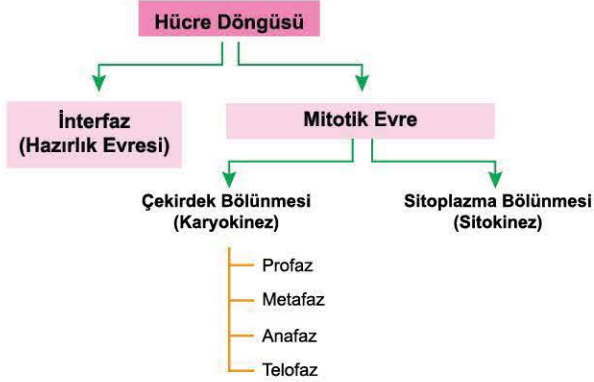 Hücre Döngüsü
İnterfaz
(Hazırlık Evresi)
Mitotik Evre
Çekirdek Bölünmesi
(Karyokinez)
Sitoplazma Bölünmesi
(Sitokinez)
Profaz
Metafaz
Anafaz
Telofaz